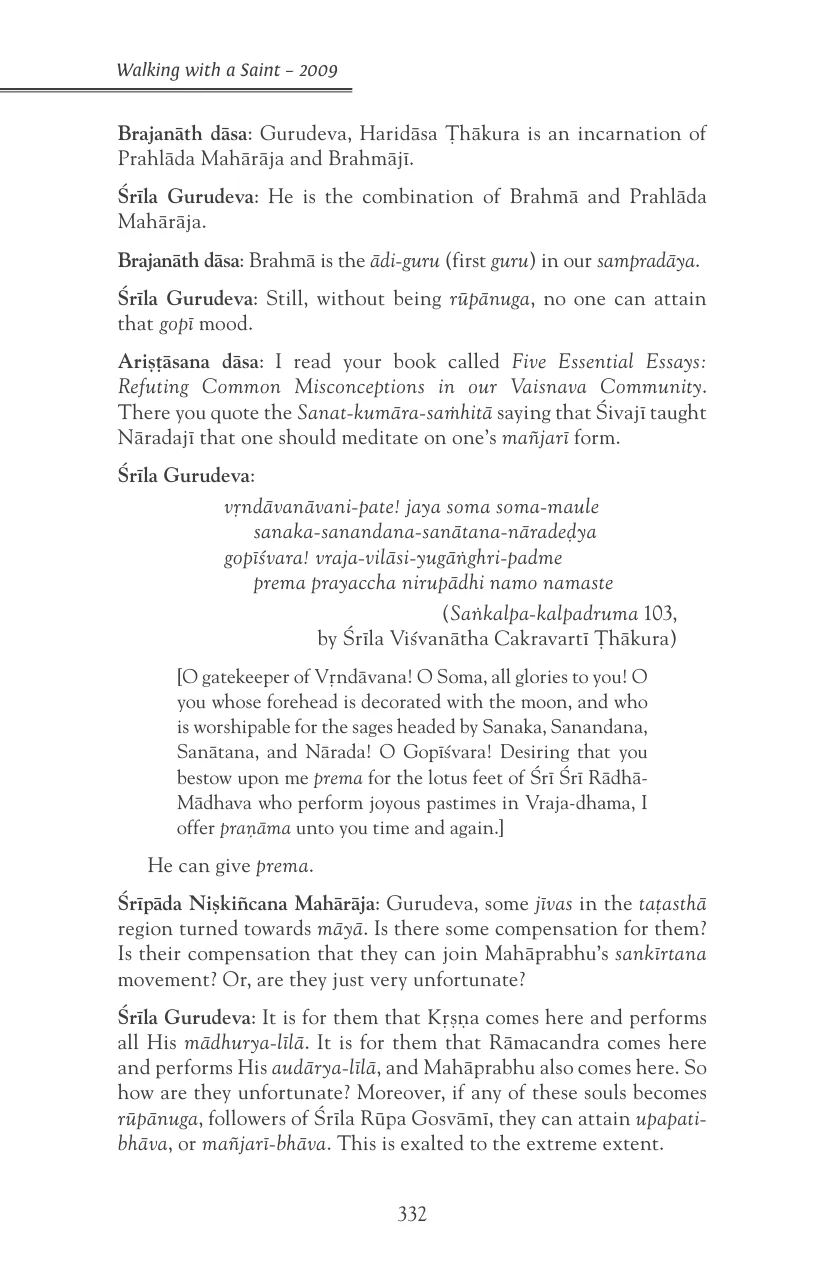 Walking with a Saint – 2009
Brajanāth dāsa: Gurudeva, Haridāsa Ṭhākura is an incarnation of
Prahlāda Mahārāja and Brahmājī.
Śrīla Gurudeva: He is the combination of Brahmā and Prahlāda
Mahārāja.
Brajanāth dāsa: Brahmā is the ādi-guru (first guru) in our sampradāya.
Śrīla Gurudeva: Still, without being rūpānuga, no one can attain
that gopī mood.
Ariṣṭāsana dāsa: I read your book called Five Essential Essays:
Refuting Common Misconceptions in our Vaisnava Community.
There you quote the Sanat-kumāra-saṁhitā saying that Śivajī taught
Nāradajī that one should meditate on one’s mañjarī form.
Śrīla Gurudeva:
vṛndāvanāvani-pate! jaya soma soma-maule
sanaka-sanandana-sanātana-nāradeḍya
gopīśvara! vraja-vilāsi-yugāṅghri-padme
prema prayaccha nirupādhi namo namaste
(Saṅkalpa-kalpadruma 103,
by Śrīla Viśvanātha Cakravartī Ṭhākura)
[O gatekeeper of Vṛndāvana! O Soma, all glories to you! O
you whose forehead is decorated with the moon, and who
is worshipable for the sages headed by Sanaka, Sanandana,
Sanātana, and Nārada! O Gopīśvara! Desiring that you
bestow upon me prema for the lotus feet of Śrī Śrī Rādhā-
Mādhava who perform joyous pastimes in Vraja-dhama, I
offer praṇāma unto you time and again.]
He can give prema.
Śrīpāda Niṣkiñcana Mahārāja: Gurudeva, some jīvas in the taṭasthā
region turned towards māyā. Is there some compensation for them?
Is their compensation that they can join Mahāprabhu’s sankīrtana
movement? Or, are they just very unfortunate?
Śrīla Gurudeva: It is for them that Kṛṣṇa comes here and performs
all His mādhurya-līlā. It is for them that Rāmacandra comes here
and performs His audārya-līlā, and Mahāprabhu also comes here. So
how are they unfortunate? Moreover, if any of these souls becomes
rūpānuga, followers of Śrīla Rūpa Gosvāmī, they can attain upapati-
bhāva, or mañjarī-bhāva. This is exalted to the extreme extent.
332